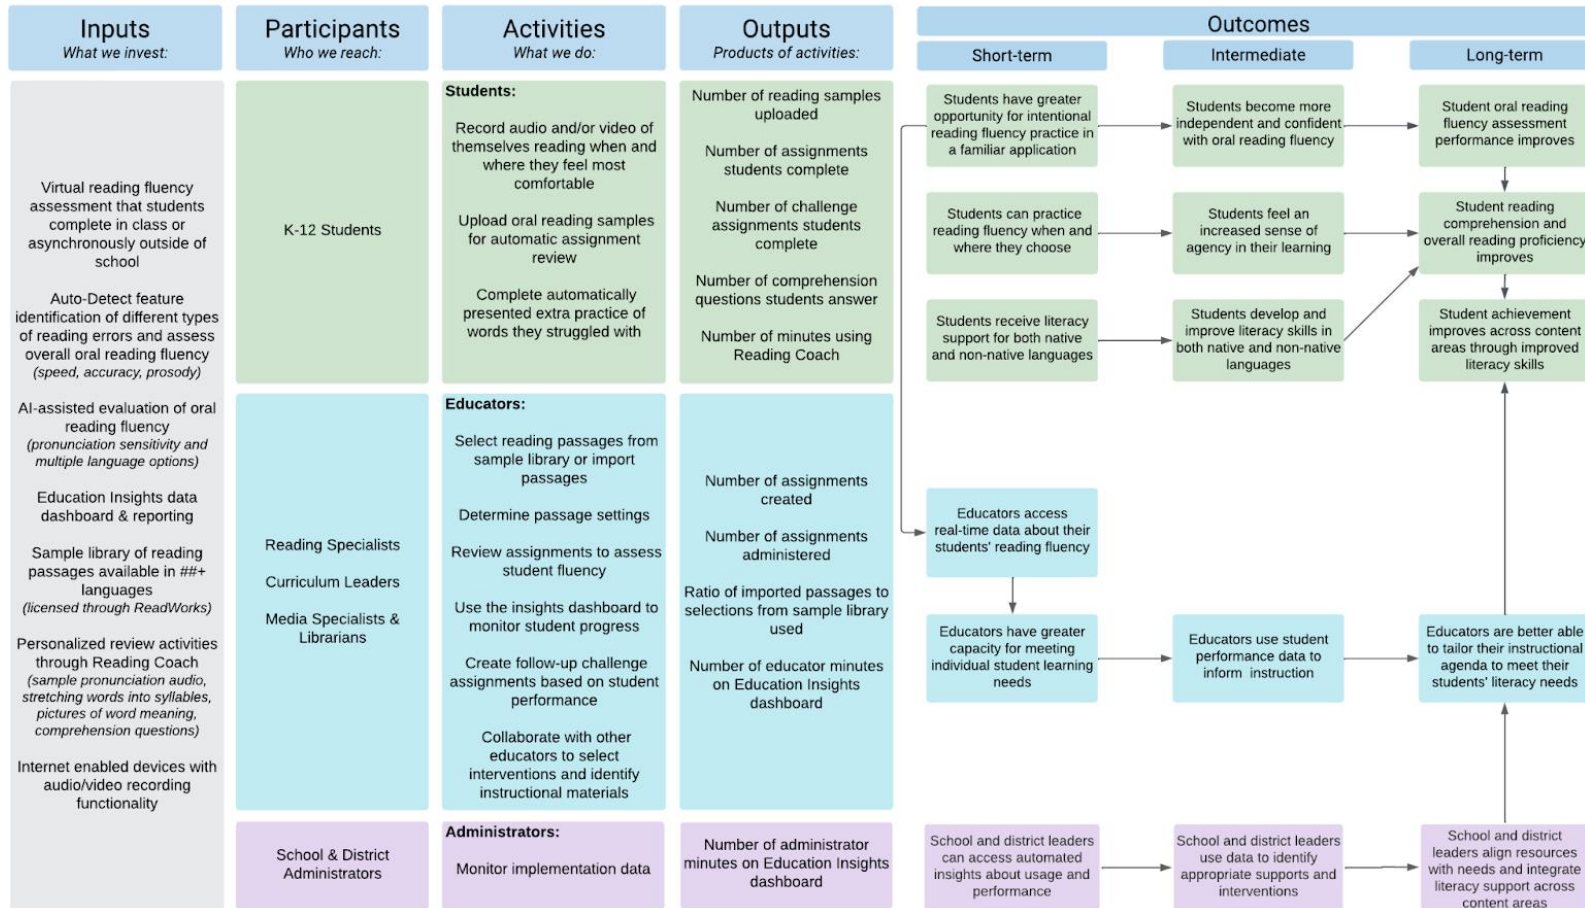 Inputs
What we invest:
Participants
Who we reach:
Activities
What we do:
Outputs
Products of activities:
Outcomes
Short-term
Intermediate
Long-term
Virtual reading fluency
assessment that students
complete in class or
asynchronously outside of
school
Auto-Detect feature
identification of different types
of reading errors and assess
overall oral reading fluency
(speed, accuracy, prosody)
AI-assisted evaluation of oral
reading fluency
(pronunciation sensitivity and
multiple language options)
Education Insights data
dashboard & reporting
Sample library of reading
passages available in ##+
languages
(licensed through ReadWorks)
Personalized review activities
through Reading Coach
(sample pronunciation audio,
stretching words into syllables,
pictures of word meaning,
comprehension questions)
Internet enabled devices with
audio/video recording
functionality
K-12 Students
Students:
Record audio and/or video of
themselves reading when and
where they feel most
comfortable
Upload oral reading samples
for automatic assignment
review
Complete automatically
presented extra practice of
words they struggled with
Number of reading samples
uploaded
Number of assignments
students complete
Number of challenge
assignments students
complete
Number of comprehension
questions students answer
Number of minutes using
Reading Coach
Students have greater
opportunity for intentional
reading fluency practice in
a familiar application
Students become more
independent and confident
with oral reading fluency
Student oral reading
fluency assessment
performance improves
Students can practice
reading fluency when and
where they choose
Students feel an
increased sense of
agency in their learning
Student reading
comprehension and
overall reading proficiency
improves
Students receive literacy
support for both native
and non-native languages
Students develop and
improve literacy skills in
both native and non-native
languages
Student achievement
improves across content
areas through improved
literacy skills
Reading Specialists
Curriculum Leaders
Media Specialists &
Librarians
Educators:
Select reading passages from
sample library or import
passages
Determine passage settings
Review assignments to assess
student fluency
Use the insights dashboard to
monitor student progress
Create follow-up challenge
assignments based on student
performance
Collaborate with other
educators to select
interventions and identify
instructional materials
Number of assignments
created
Number of assignments
administered
Ratio of imported passages to
selections from sample library
used
Number of educator minutes
on Education Insights
dashboard
Educators access
real-time data about their
students' reading fluency
Educators have greater
capacity for meeting
individual student learning
needs
Educators use student
performance data to
inform instruction
Educators are better able
to tailor their instructional
agenda to meet their
students' literacy needs
School & District
Administrators
Administrators:
Monitor implementation data
Number of administrator
minutes on Education Insights
dashboard
School and district leaders
can access automated
insights about usage and
performance
School and district leaders
use data to identify
appropriate supports and
interventions
School and district
leaders align resources
with needs and integrate
literacy support across
content areas